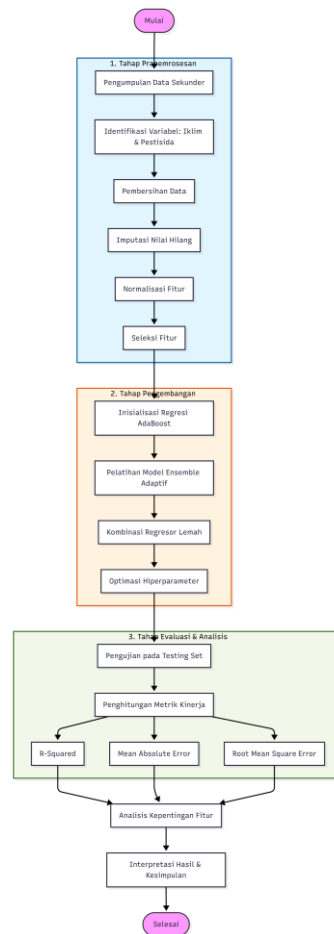 Mulai
1. Tahap Prapemrosesan
Pengumpulan Data Sekunder
Identifikasi Variabel: Iklim
& Pestisida
Pembersihan Data
Imputasi Nilai Hilang
Normalisasi Fitur
Seleksi Fitur
2. Tahap Pengembangan
Inisialisasi Regresi
AdaBoost
Pelatihan Model Ensemble
Adaptif
Kombinasi Regresor Lemah
Optimasi Hiperparameter
3. Tahap Evaluasi & Analisis
Pengujian pada Testing Set
Penghitungan Metrik Kinerja
R-Squared
Mean Absolute Error
Root Mean Square Error
Analisis Kepentingan Fitur
Interpretasi Hasil &
Kesimpulan
Selesai